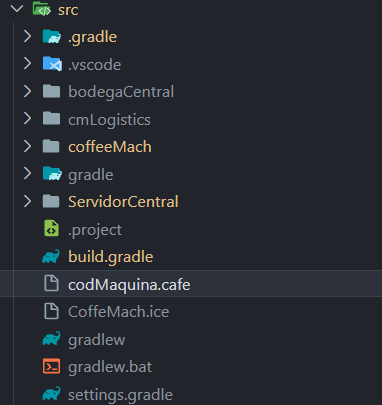 src
.gradle
.vscode
bodegaCentral
cmLogistics
coffeeMach
gradle
ServidorCentral
.project
build.gradle
codMaquina.cafe
CoffeMach.ice
gradlew
gradlew.bat
settings.gradle